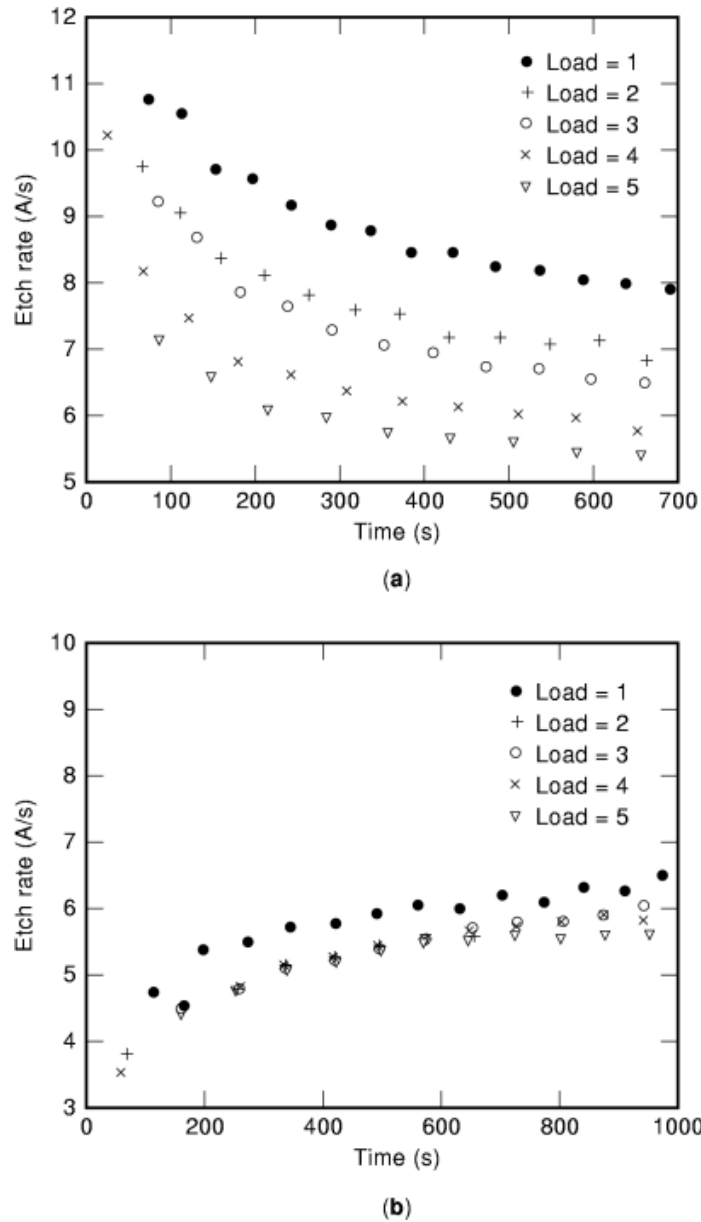 12
11
10
9
8
7
6
5
Etch rate (A/s)
Load = 1
Load = 2
Load = 3
Load = 4
Load = 5
0 100 200 300 400 500 600 700
Time (s)
(a)
10
9
8
7
6
5
4
3
Etch rate (A/s)
Load = 1
Load = 2
Load = 3
Load = 4
Load = 5
0 200 400 600 800 1000
Time (s)
(b)